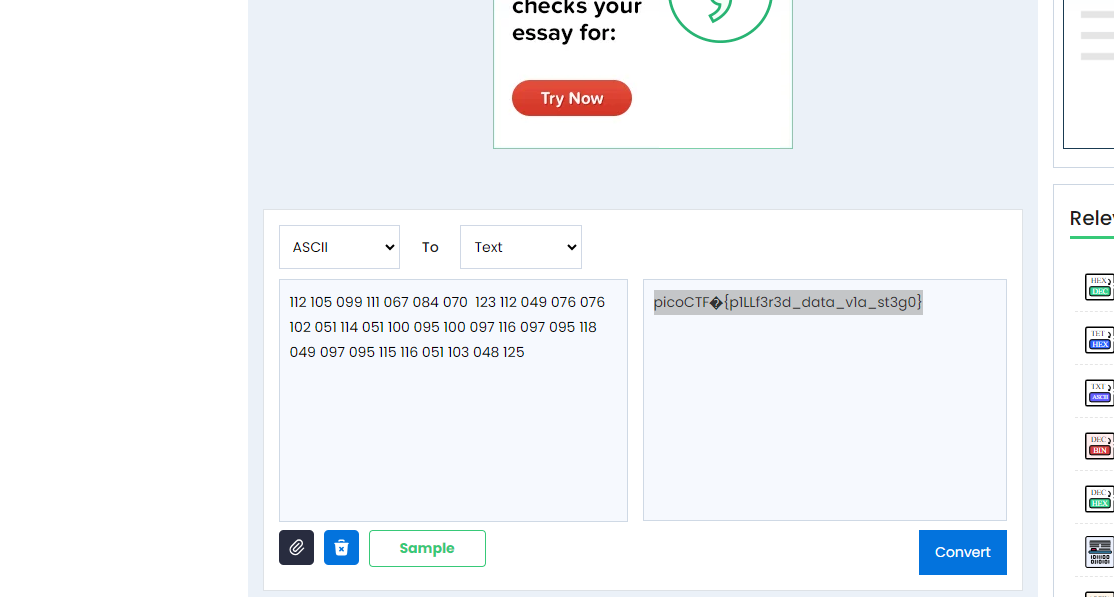 checks your
essay for:
Try Now
ASCII To Text
112 105 099 111 067 084 070  123 112 049 076 076
102 051 114 051 100 095 100 097 116 097 095 118
049 097 095 115 116 051 103 048 125
picoCTF�{p1LLf3r3d_data_v1a_st3g0}
Sample
Convert
Rele
HEX
DEC
HEX
TXT
ASCII
DEC
BIN
DEC
HEX